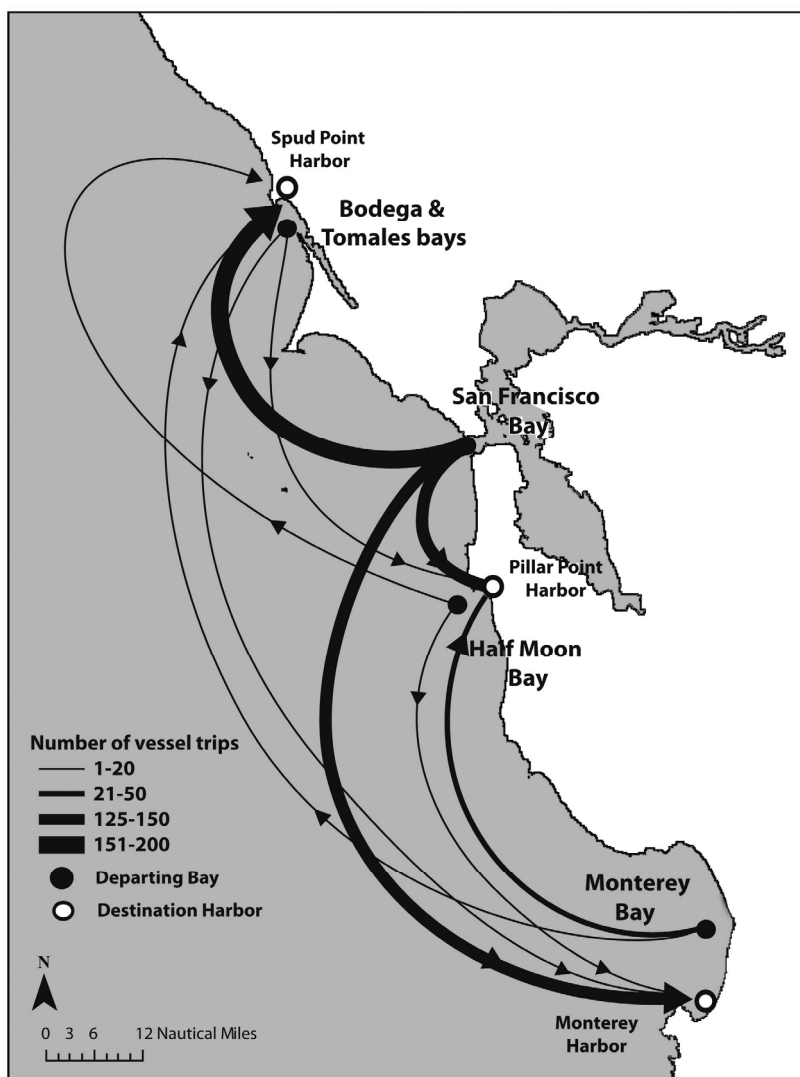 Spud Point
Harbor
Bodega &
Tomales bays
San Francisco
Bay
Pillar Point
Harbor
Half Moon
Bay
Number of vessel trips
1-20
21-50
125-150
151-200
Departing Bay
Destination Harbor
Monterey
Bay
N
0 3 6 12 Nautical Miles
Monterey
Harbor